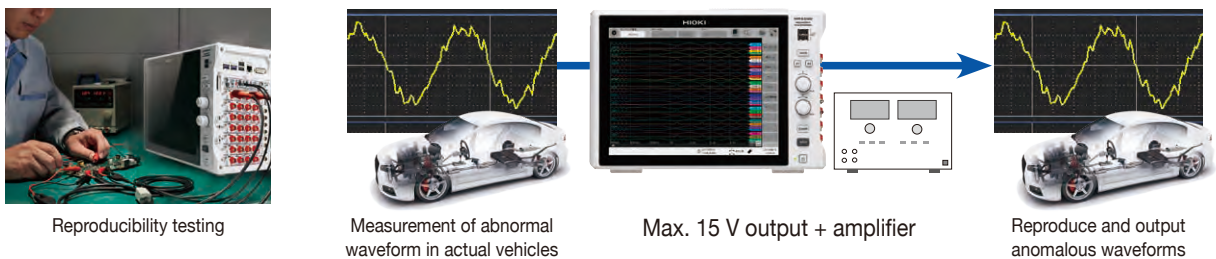 HIOKI
Reproducibility testing
Measurement of abnormal
waveform in actual vehicles
Max. 15 V output + amplifier
Reproduce and output
anomalous waveforms